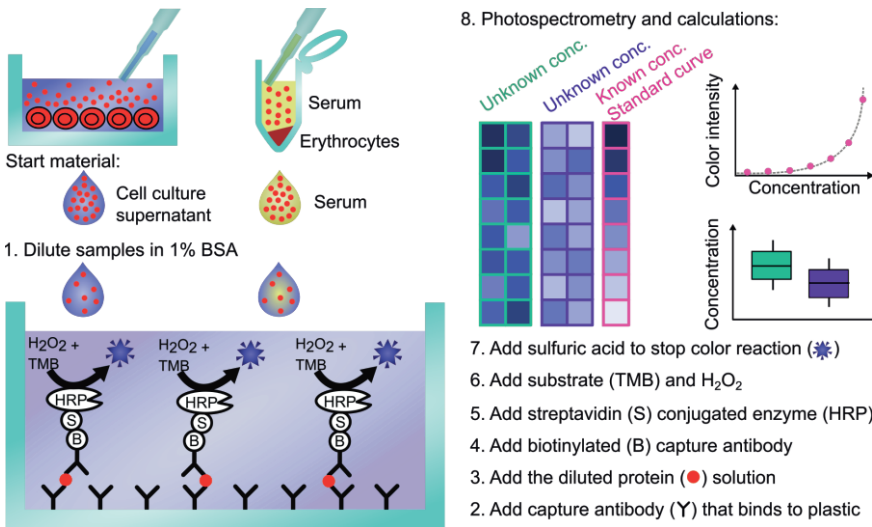 Serum
Erythrocytes
Start material:
Cell culture
supernatant
Serum
1. Dilute samples in 1% BSA
H₂O₂ +
TMB
H₂O₂ +
TMB
H₂O₂ +
TMB
HRP
HRP
HRP
S
S
S
B
B
B
8. Photospectrometry and calculations:
Unknown conc.
Unknown conc.
Known conc.
Standard curve
Color intensity
Concentration
Concentration
7. Add sulfuric acid to stop color reaction ( )
6. Add substrate (TMB) and H₂O₂
5. Add streptavidin (S) conjugated enzyme (HRP)
4. Add biotinylated (B) capture antibody
3. Add the diluted protein ( ) solution
2. Add capture antibody ( ) that binds to plastic